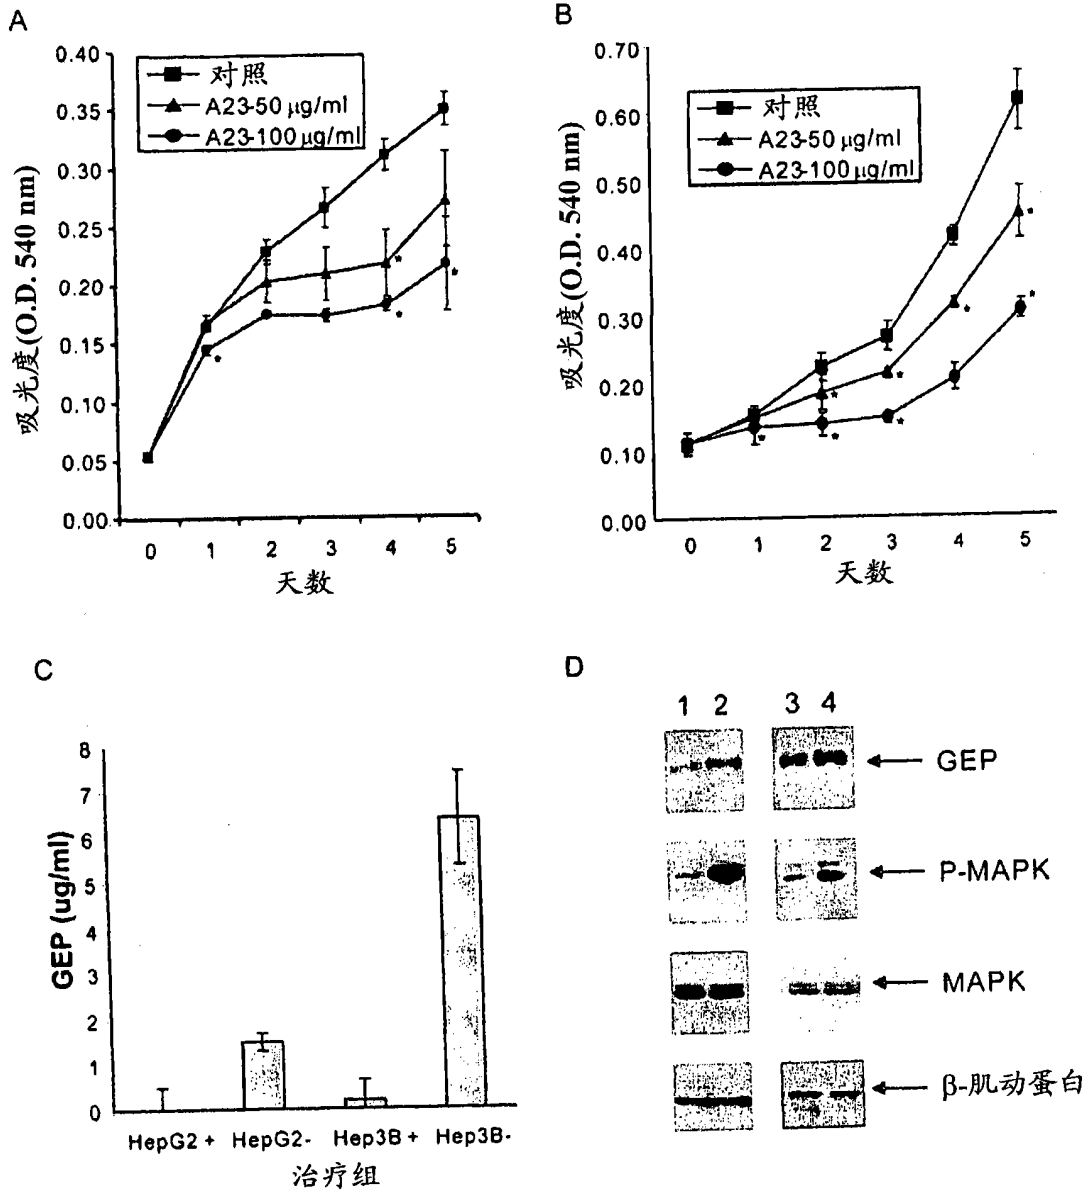 A
0.40
0.35
0.30
0.25
0.20
0.15
0.10
0.05
0.00
吸光度(O.D. 540 nm)
对照
A23-50 μg/ml
A23-100 μg/ml
* * * * *
0 1 2 3 4 5
天数
B
0.70
0.60
0.50
0.40
0.30
0.20
0.10
0.00
吸光度(O.D. 540 nm)
对照
A23-50 μg/ml
A23-100 μg/ml
* * * * * * * *
0 1 2 3 4 5
天数
C
8
7
6
5
4
3
2
1
0
GEP (ug/ml)
HepG2 + HepG2- Hep3B + Hep3B-
治疗组
D
1 2 3 4
GEP
P-MAPK
MAPK
β-肌动蛋白